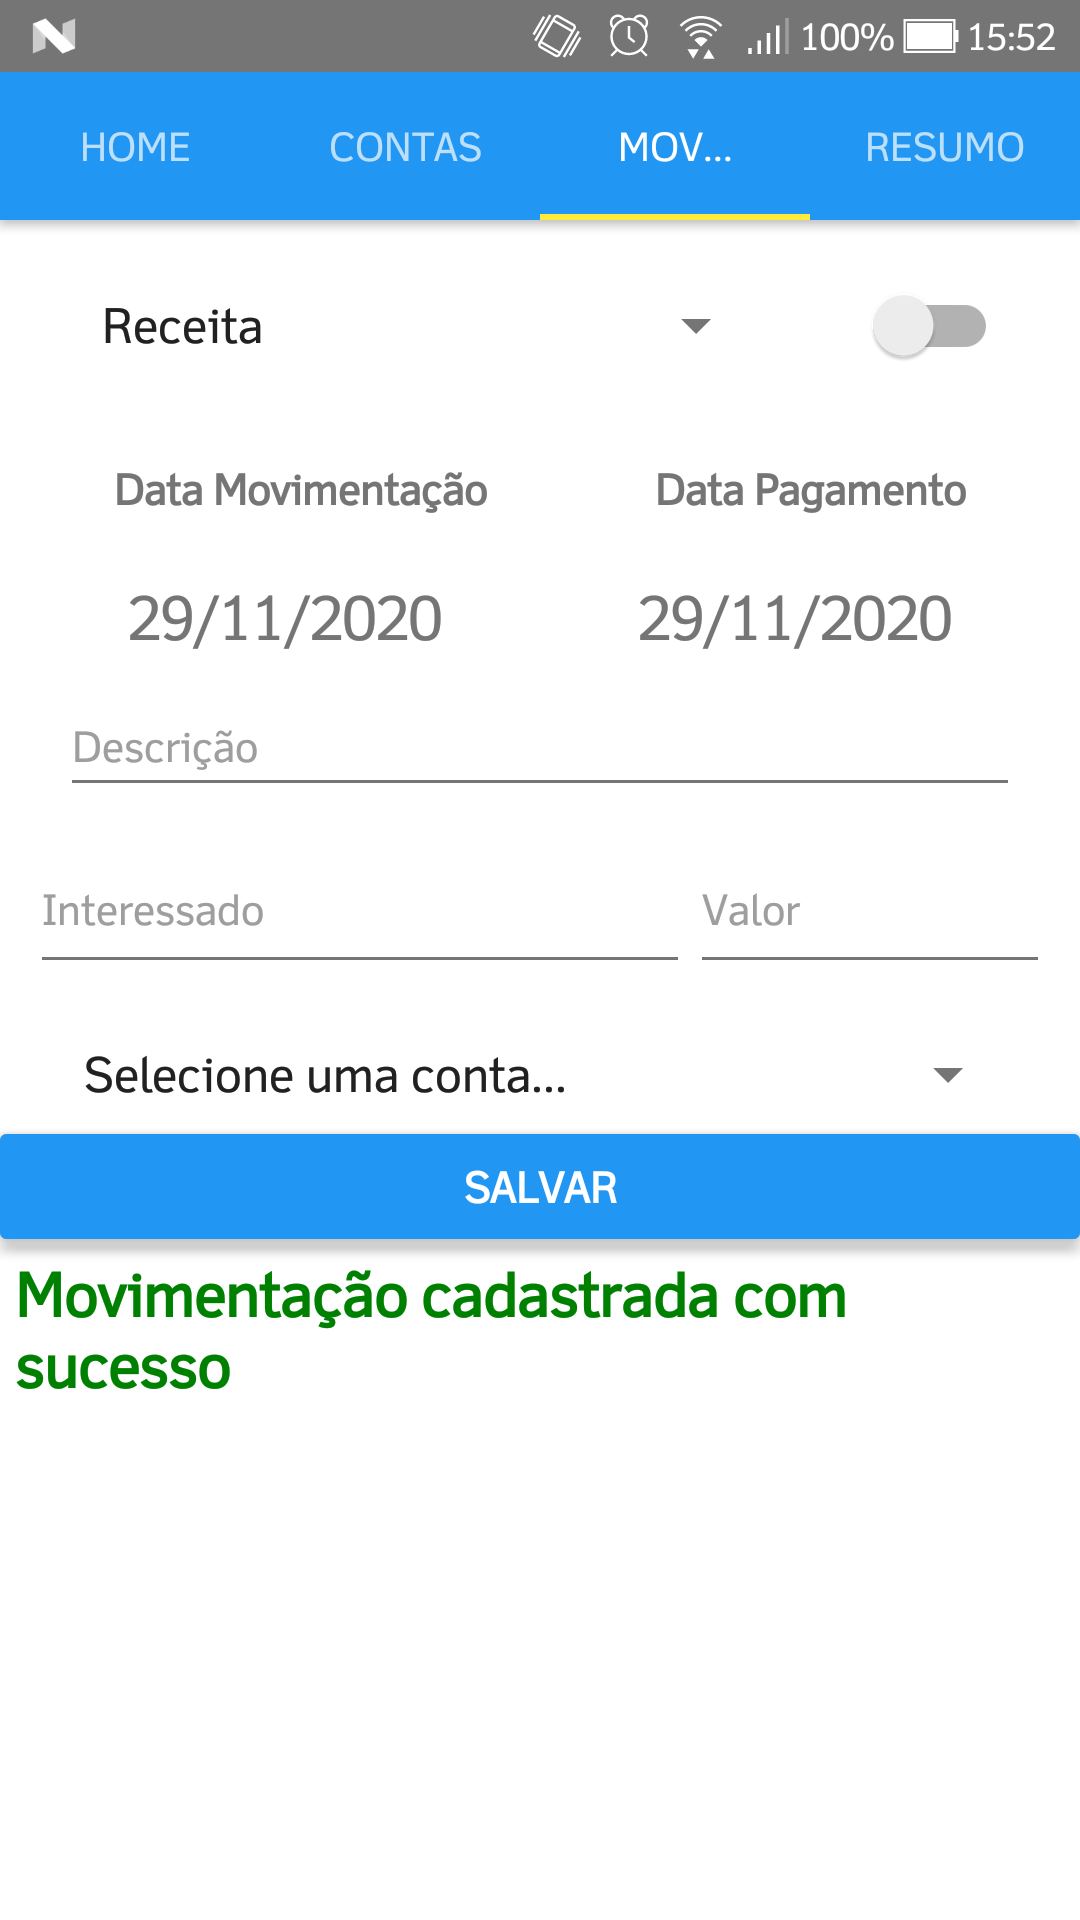 100% 15:52
HOME CONTAS MOV... RESUMO
Receita
Data Movimentação Data Pagamento
29/11/2020 29/11/2020
Descrição
Interessado Valor
Selecione uma conta...
SALVAR
Movimentação cadastrada com
sucesso